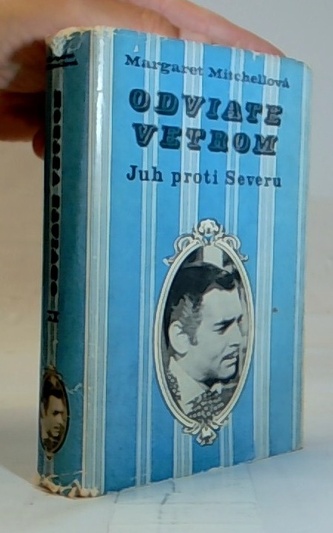 Margaret Mitchellová
ODVIATE
VETROM
Juh proti Severu